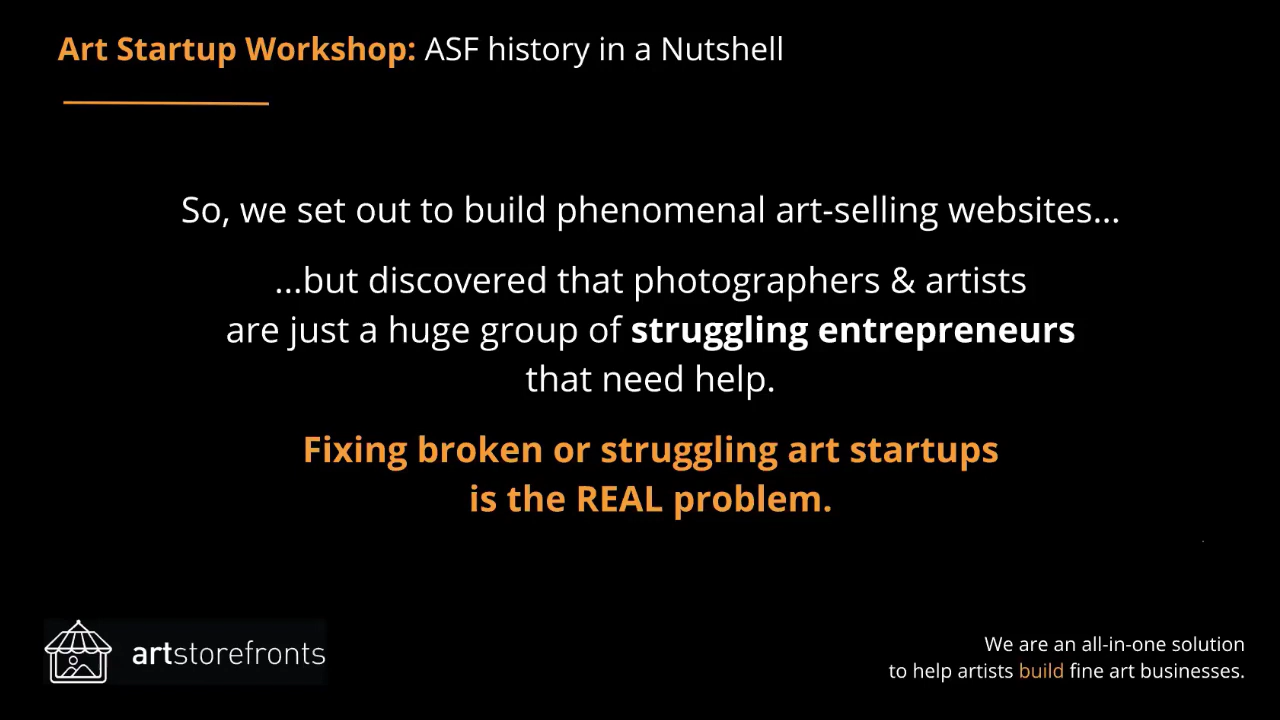 Art Startup Workshop: ASF history in a Nutshell
So, we set out to build phenomenal art-selling websites...
...but discovered that photographers & artists
are just a huge group of struggling entrepreneurs
that need help.
Fixing broken or struggling art startups
is the REAL problem.
artstorefronts
We are an all-in-one solution
to help artists build fine art businesses.